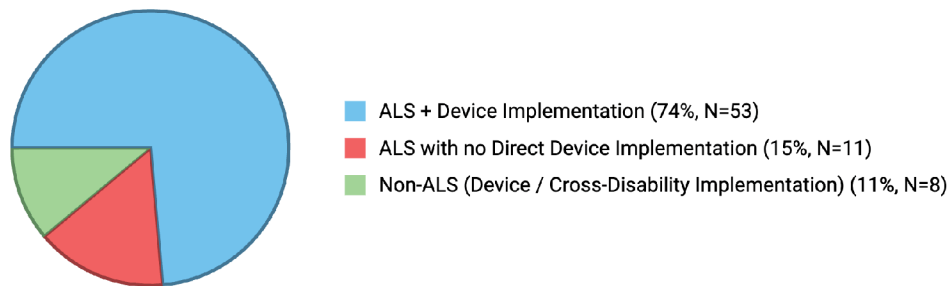 ALS + Device Implementation (74%, N=53)
ALS with no Direct Device Implementation (15%, N=11)
Non-ALS (Device / Cross-Disability Implementation) (11%, N=8)